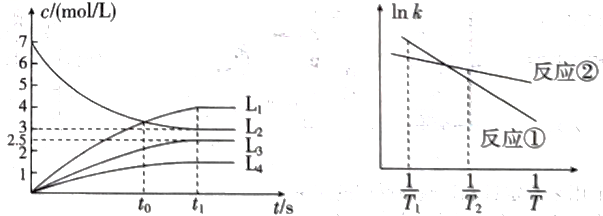 c/(mol/L)
7
6
5
4
3
2.5
2
1
L₁
L₂
L₃
L₄
t₀
t₁
t/s
ln k
反应②
反应①
1/T₁
1/T₂
1/T